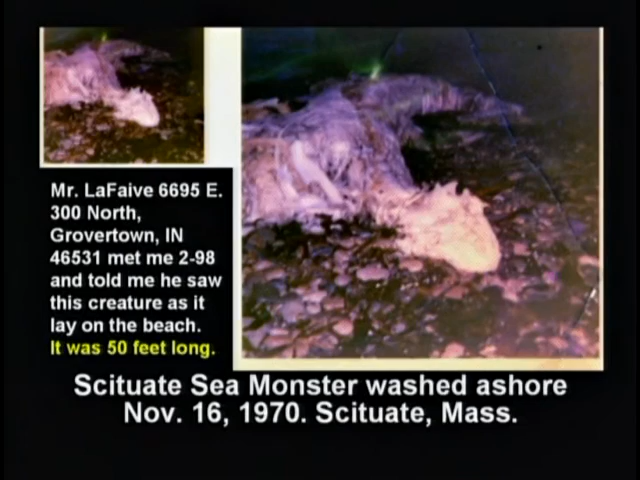 Mr. LaFaive 6695 E.
300 North,
Grovertown, IN
46531 met me 2-98
and told me he saw
this creature as it
lay on the beach.
It was 50 feet long.
Scituate Sea Monster washed ashore
Nov. 16, 1970. Scituate, Mass.